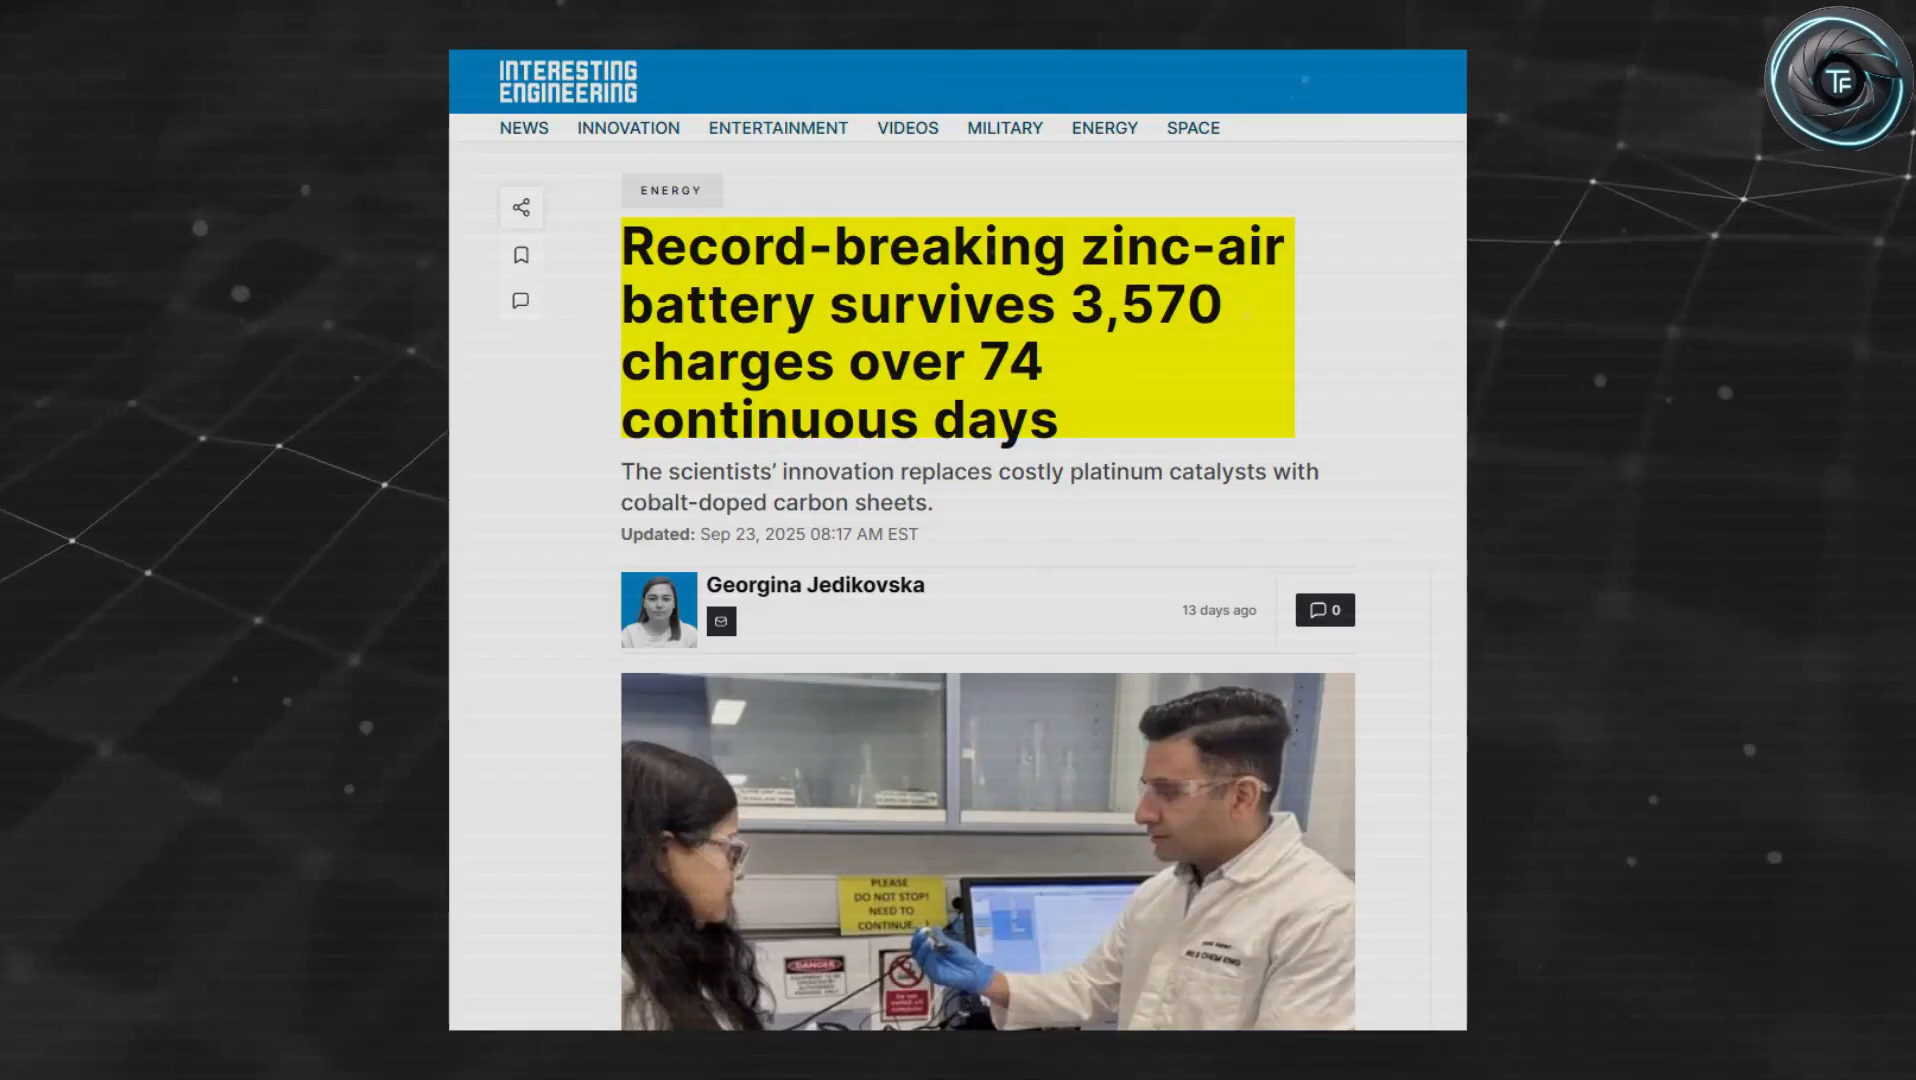 TF
INTERESTING
ENGINEERING
NEWS INNOVATION ENTERTAINMENT VIDEOS MILITARY ENERGY SPACE
ENERGY
Record-breaking zinc-air
battery survives 3,570
charges over 74
continuous days
The scientists’ innovation replaces costly platinum catalysts with
cobalt-doped carbon sheets.
Updated: Sep 23, 2025 08:17 AM EST
Georgina Jedikovska
13 days ago
0
PLEASE
DO NOT STOP!
NEED TO
CONTINUE
DANGER
CHEM ENG